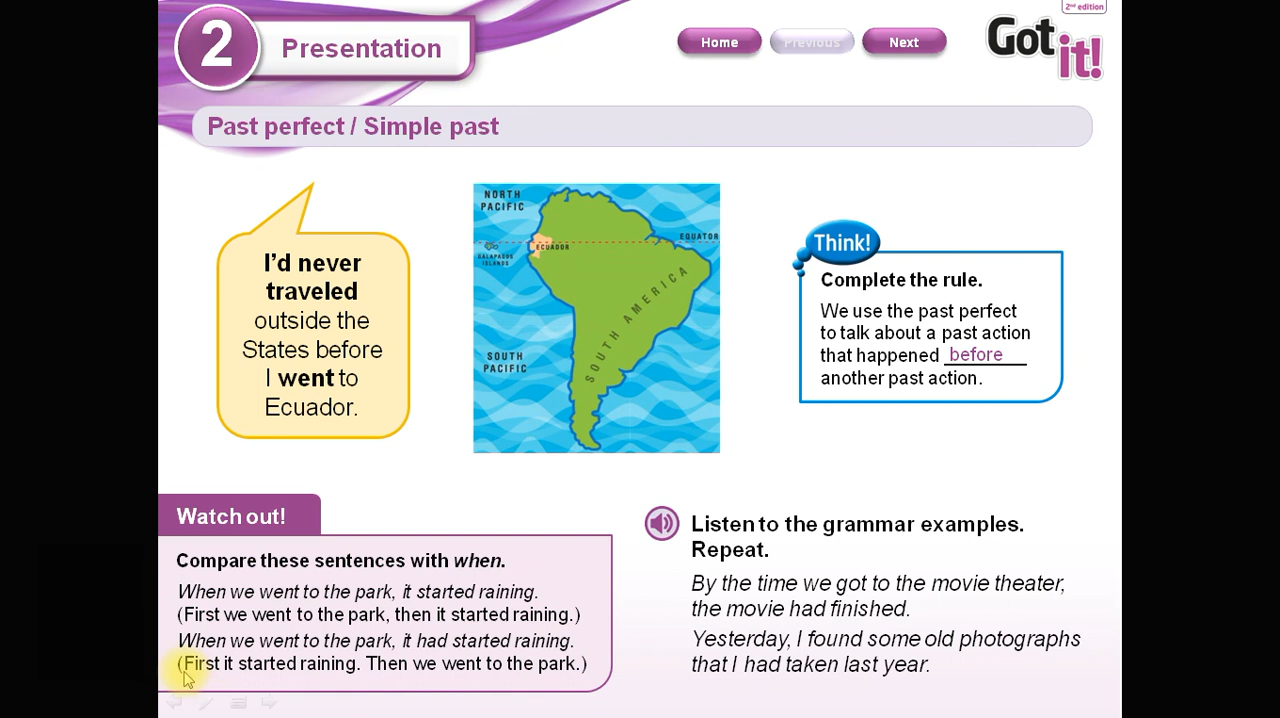 2
Presentation
Home
Previous
Next
2nd edition
Got
it!
Past perfect / Simple past
I'd never
traveled
outside the
States before
I went to
Ecuador.
NORTH
PACIFIC
EQUATOR
ECUADOR
GALAPAGOS
ISLANDS
SOUTH AMERICA
SOUTH
PACIFIC
Think!
Complete the rule.
We use the past perfect
to talk about a past action
that happened before
another past action.
Watch out!
Compare these sentences with when.
When we went to the park, it started raining.
(First we went to the park, then it started raining.)
When we went to the park, it had started raining.
(First it started raining. Then we went to the park.)
Listen to the grammar examples.
Repeat.
By the time we got to the movie theater,
the movie had finished.
Yesterday, I found some old photographs
that I had taken last year.